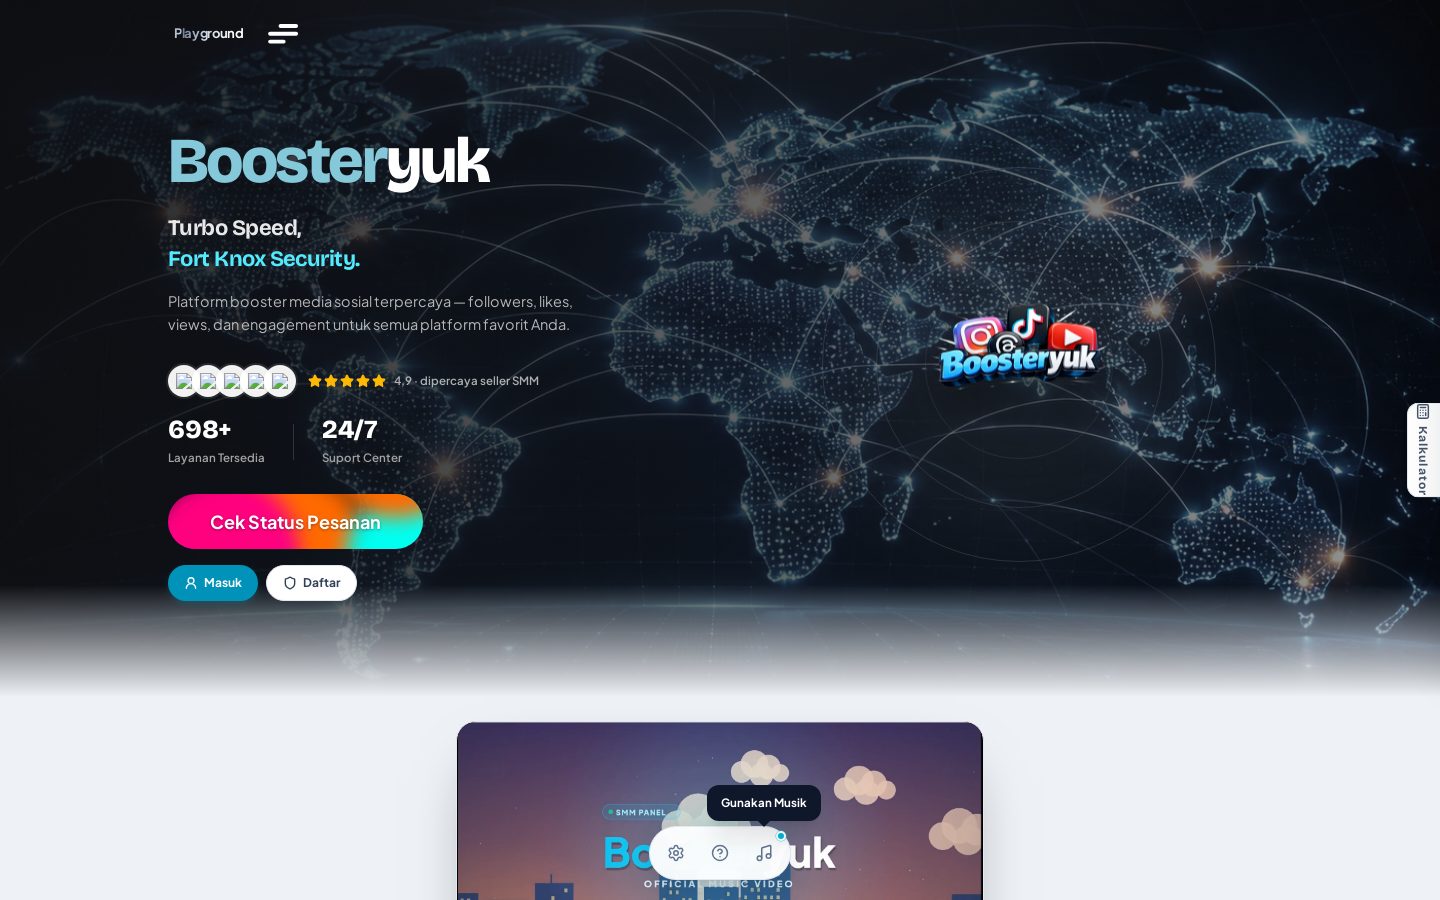 Playground
Boosteryuk
Turbo Speed,
Fort Knox Security.
Platform booster media sosial terpercaya — followers, likes,
views, dan engagement untuk semua platform favorit Anda.
4,9 · dipercaya seller SMM
698+
Layanan Tersedia
24/7
Suport Center
Cek Status Pesanan
Masuk
Daftar
Boosteryuk
Kalkulator
Gunakan Musik
SMM PANEL
Bo
uk
OFFICIAL MUSIC VIDEO